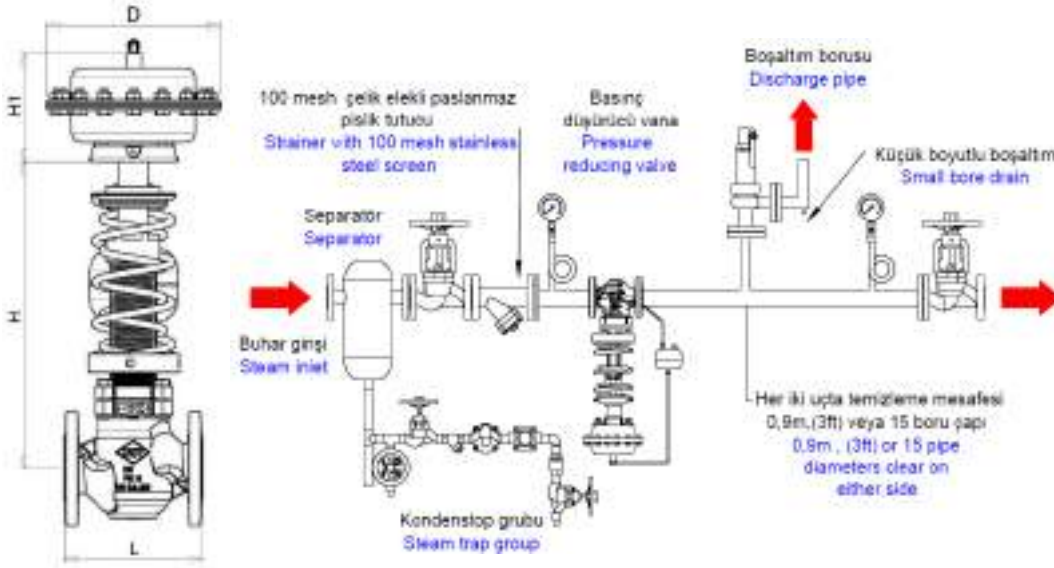 D
H1
H
L
100 mesh çelik elekli paslanmaz
pislik tutucu
Strainer with 100 mesh stainless
steel screen
Basınç
düşürücü vana
Pressure
reducing valve
Boşaltım borusu
Discharge pipe
Küçük boyutlu boşaltım
Small bore drain
Separatör
Separator
Buhar girişi
Steam inlet
Her iki uçta temizleme mesafesi
0,9m,(3ft) veya 15 boru çapı
0,9m , (3ft) or 15 pipe
diameters clear on
either side
Kondenstop grubu
Steam trap group